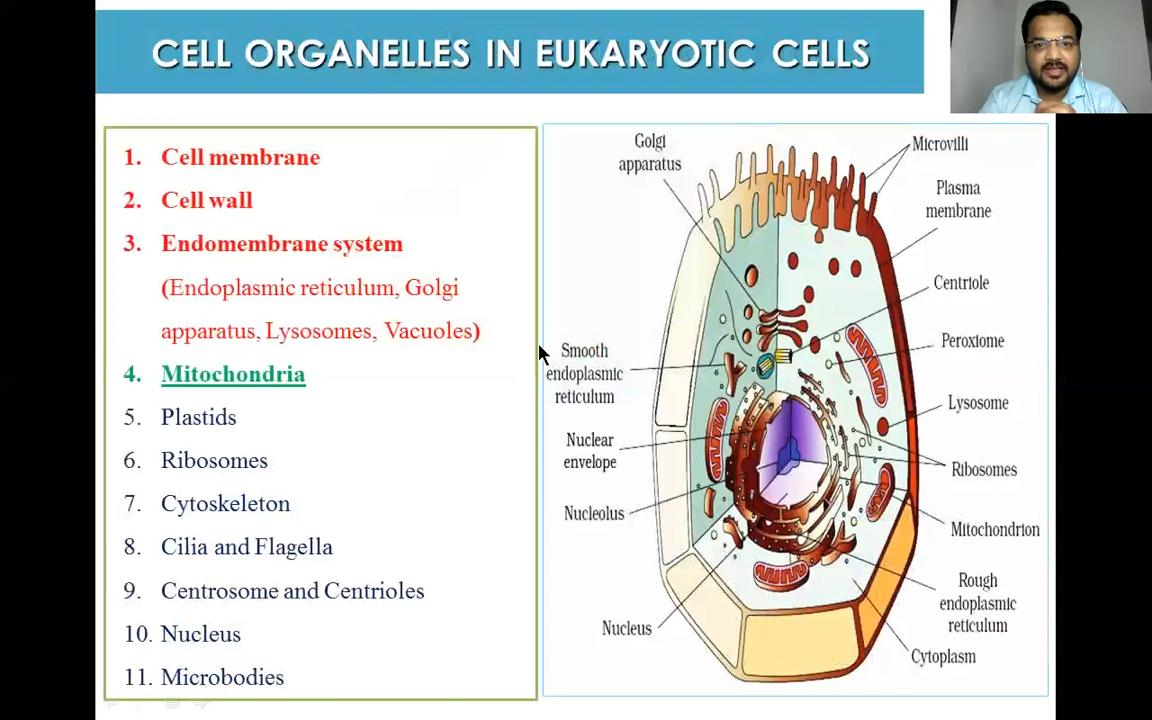 CELL ORGANELLES IN EUKARYOTIC CELLS
1. Cell membrane
2. Cell wall
3. Endomembrane system
(Endoplasmic reticulum, Golgi
apparatus, Lysosomes, Vacuoles)
4. Mitochondria
5. Plastids
6. Ribosomes
7. Cytoskeleton
8. Cilia and Flagella
9. Centrosome and Centrioles
10. Nucleus
11. Microbodies
Golgi
apparatus
Smooth
endoplasmic
reticulum
Nuclear
envelope
Nucleolus
Nucleus
Microvilli
Plasma
membrane
Centriole
Peroxiome
Lysosome
Ribosomes
Mitochondrion
Rough
endoplasmic
reticulum
Cytoplasm